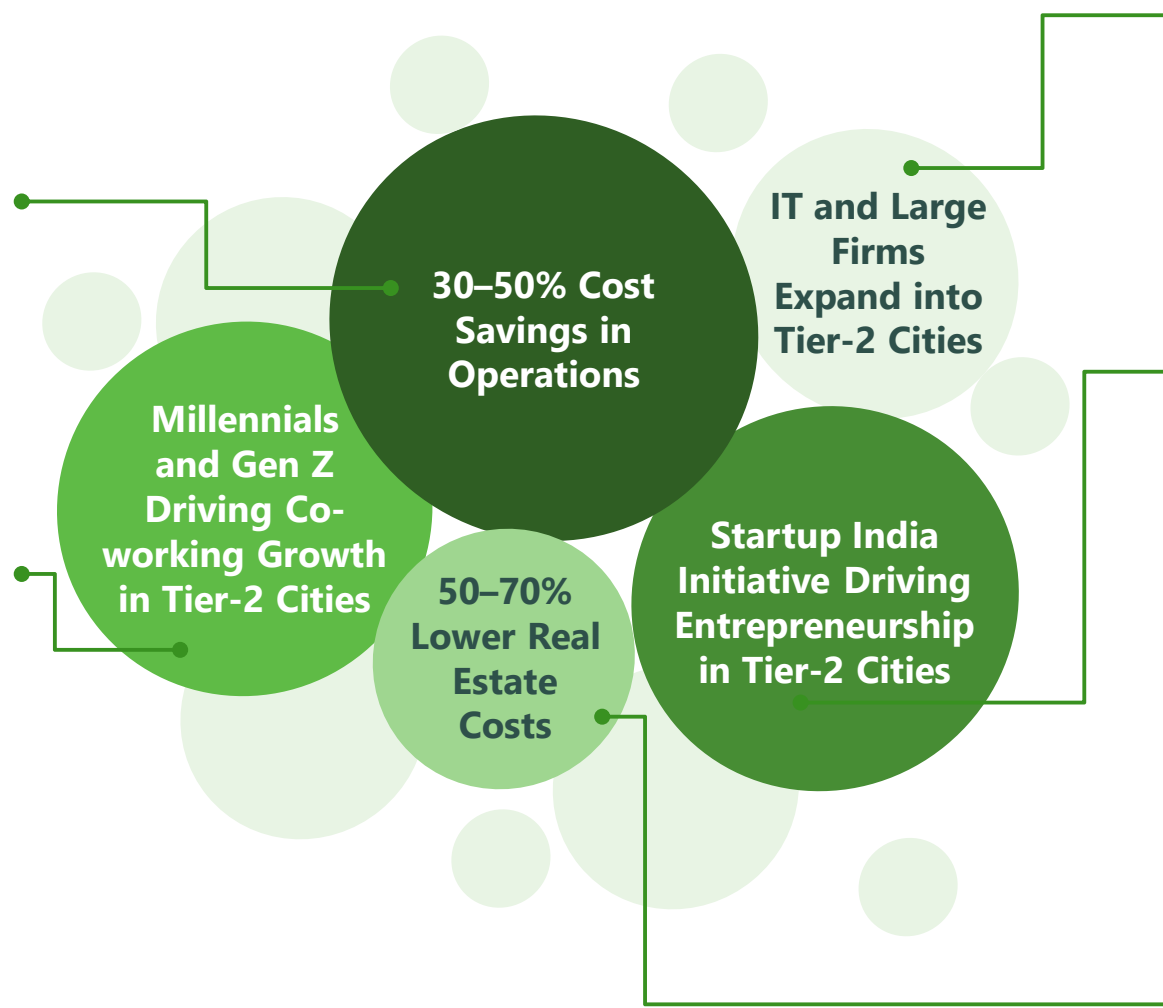 30–50% Cost
Savings in
Operations
IT and Large
Firms
Expand into
Tier-2 Cities
Millennials
and Gen Z
Driving Co-
working Growth
in Tier-2 Cities
50–70%
Lower Real
Estate
Costs
Startup India
Initiative Driving
Entrepreneurship
in Tier-2 Cities